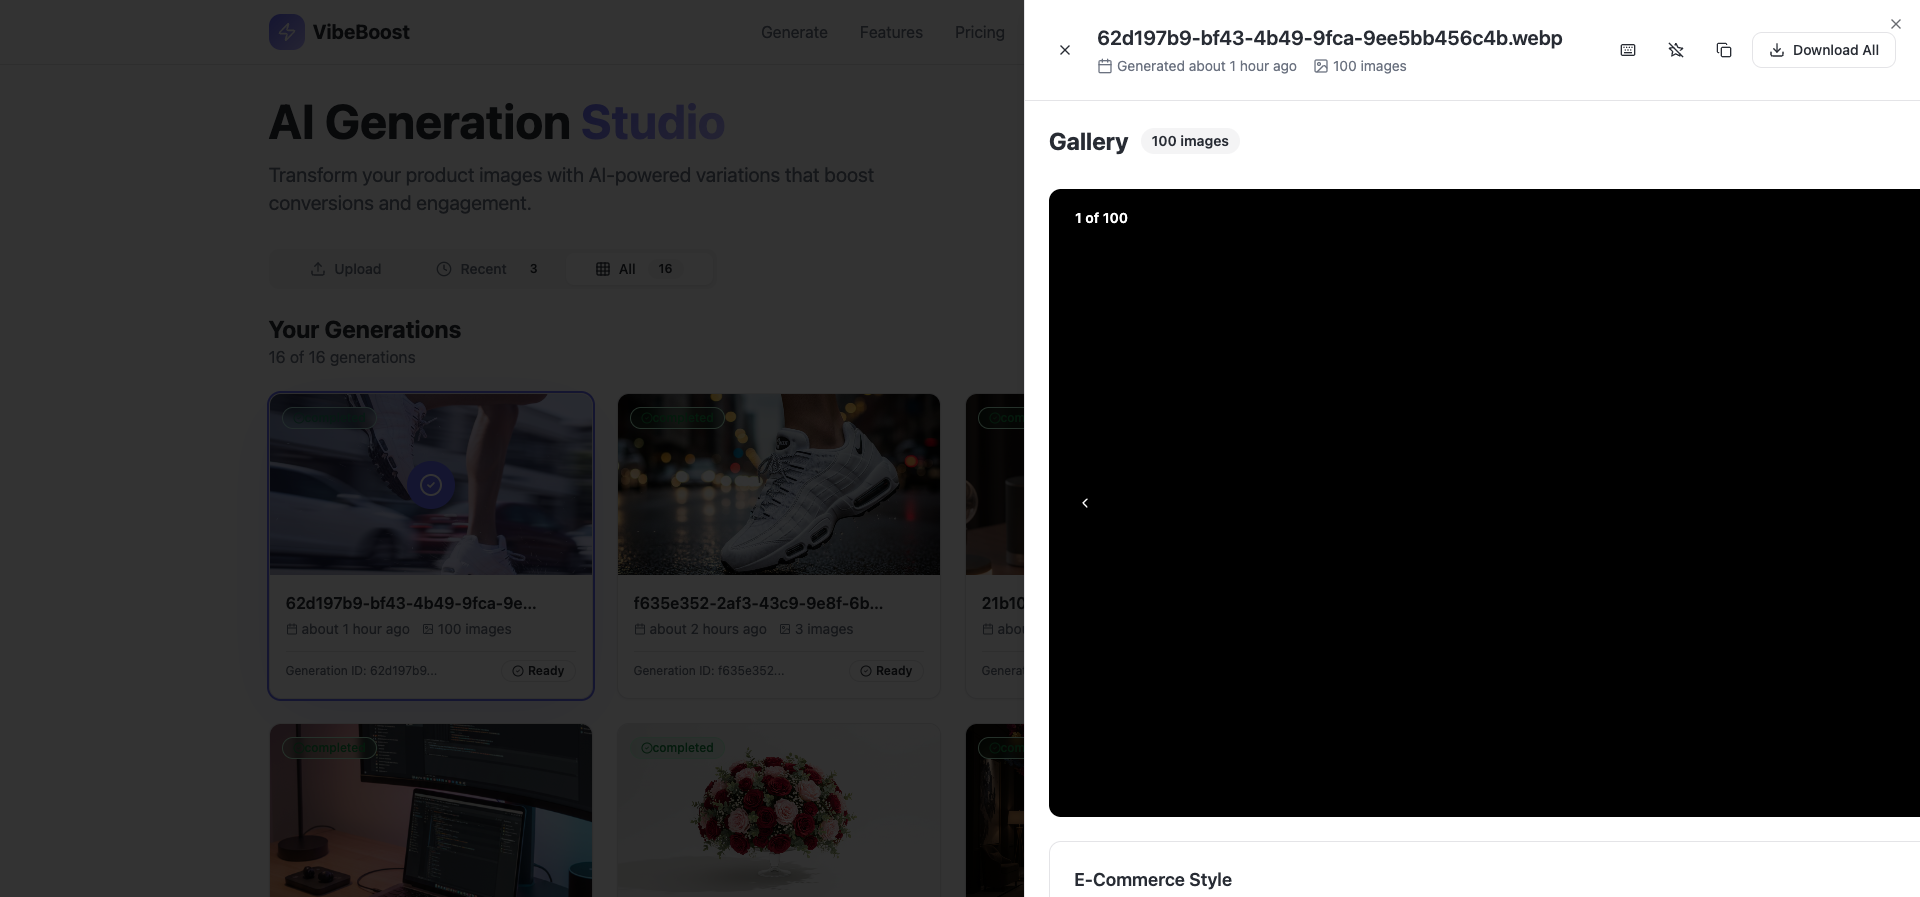 VibeBoost
Generate
Features
Pricing
AI Generation Studio
Transform your product images with AI-powered variations that boost
conversions and engagement.
Upload
Recent 3
All 16
Your Generations
16 of 16 generations
completed
62d197b9-bf43-4b49-9fca-9e...
about 1 hour ago 100 images
Generation ID: 62d197b9... Ready
f635e352-2af3-43c9-9e8f-6b...
about 2 hours ago 3 images
Generation ID: f635e352... Ready
com
21b10
abou
Genera
completed
completed
com
62d197b9-bf43-4b49-9fca-9ee5bb456c4b.webp
Generated about 1 hour ago 100 images
Download All
Gallery 100 images
1 of 100
E-Commerce Style